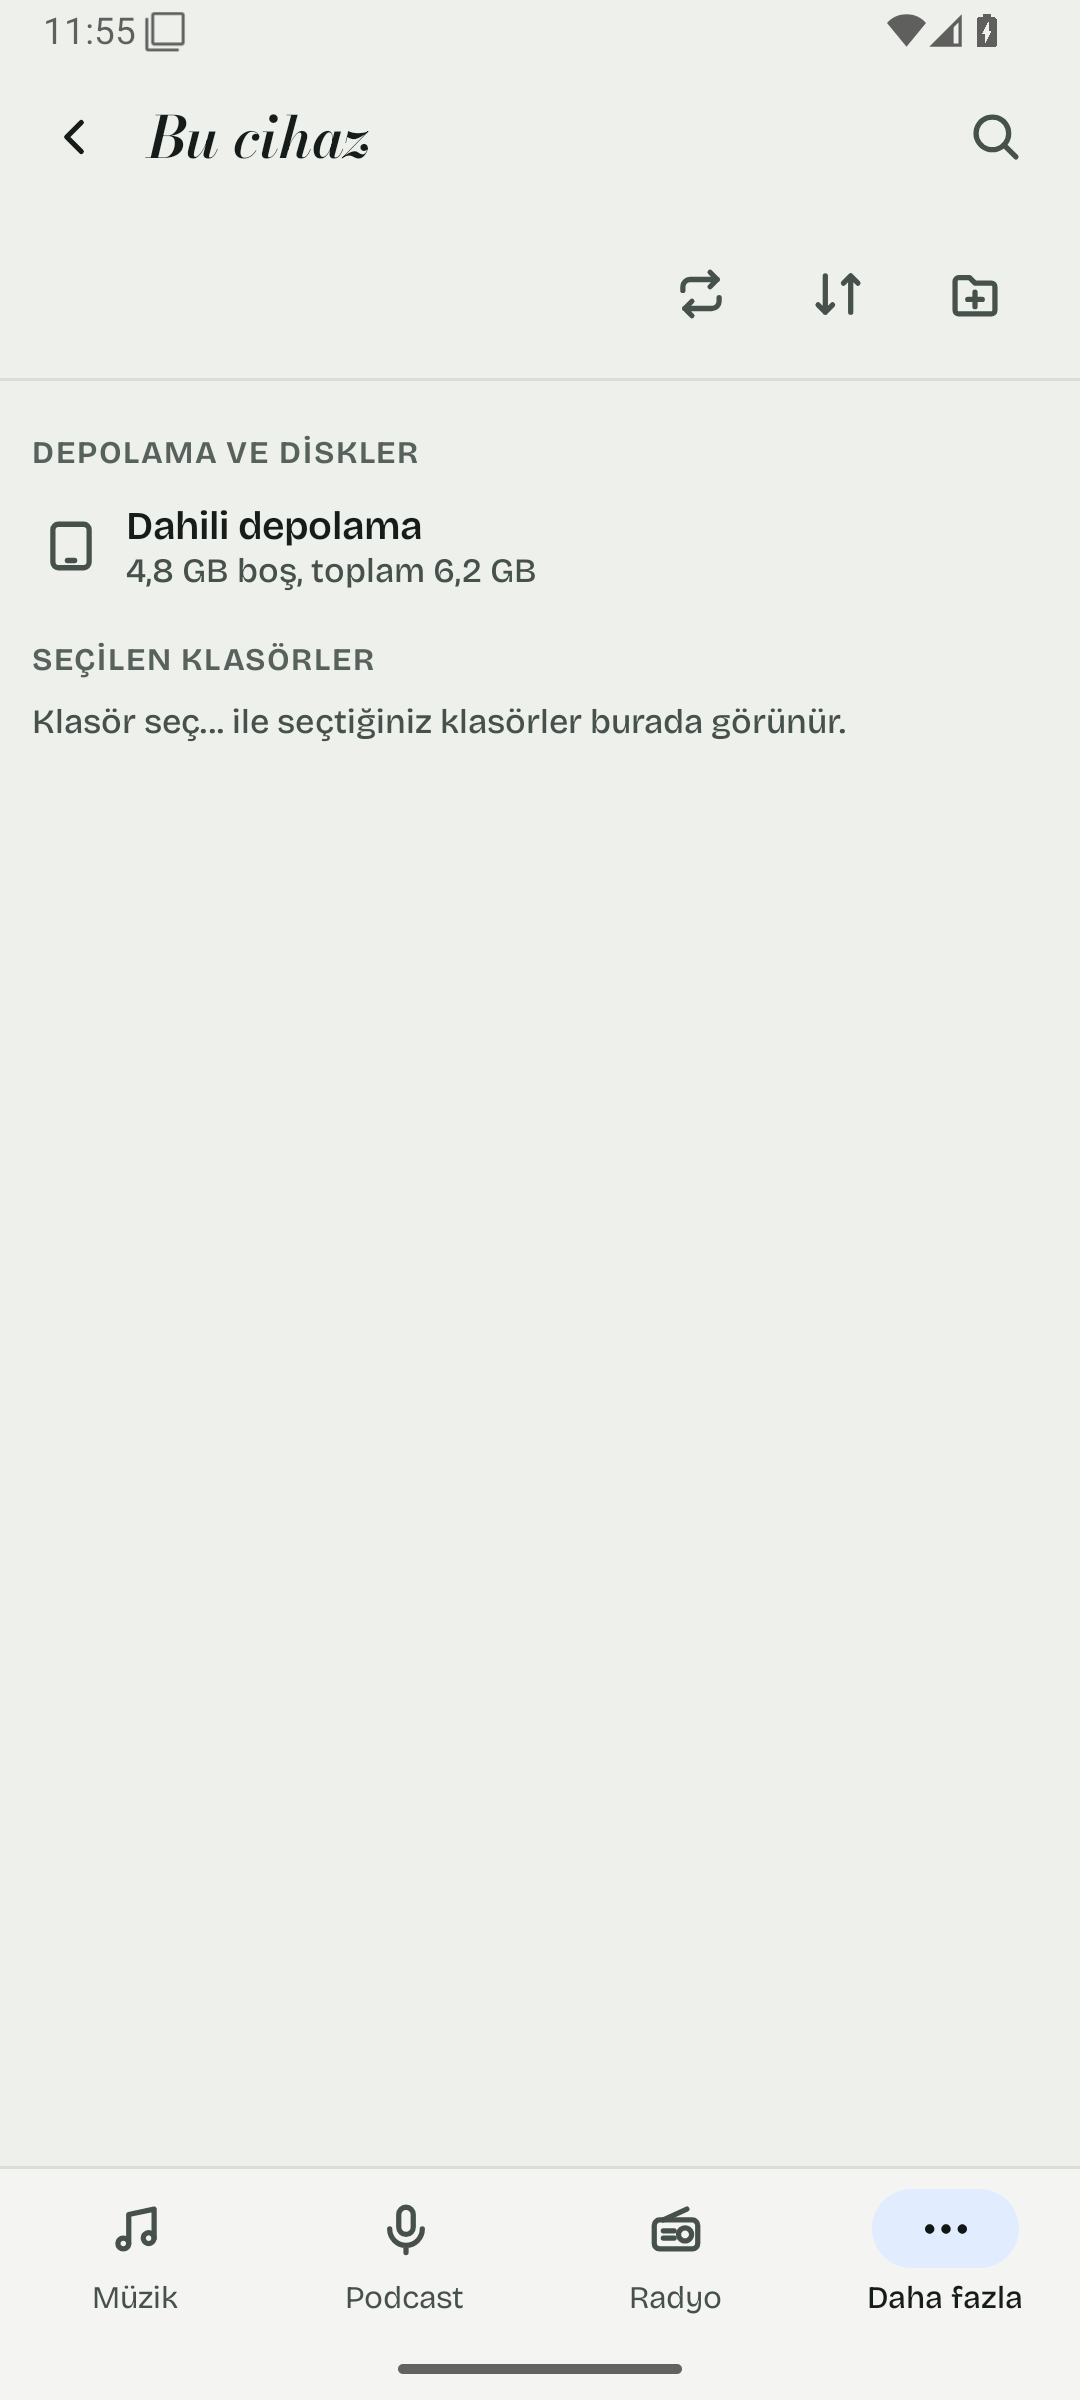 11:55
Bu cihaz
DEPOLAMA VE DİSKLER
Dahili depolama
4,8 GB boş, toplam 6,2 GB
SEÇİLEN KLASÖRLER
Klasör seç... ile seçtiğiniz klasörler burada görünür.
Müzik
Podcast
Radyo
Daha fazla